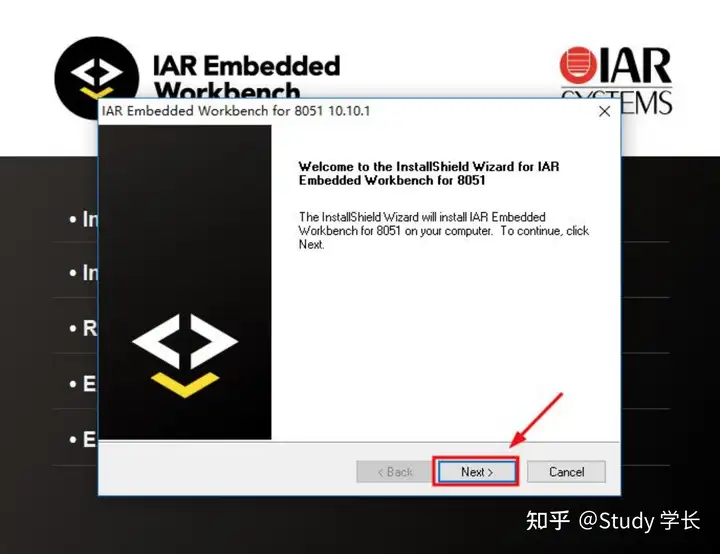 IAR Embedded
Workbench
IAR
SYSTEMS
IAR Embedded Workbench for 8051 10.10.1
Welcome to the InstallShield Wizard for IAR
Embedded Workbench for 8051
The InstallShield Wizard will install IAR Embedded
Workbench for 8051 on your computer. To continue, click
Next.
• In
• In
• R
• E
• E
< Back
Next >
Cancel
知乎 @Study 学长